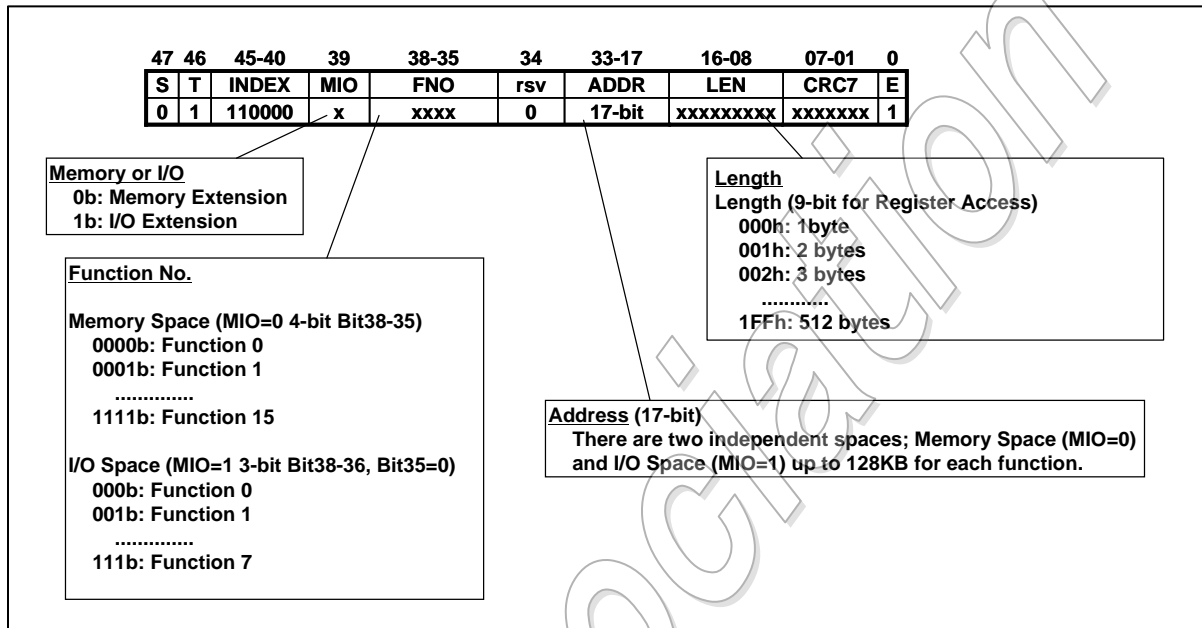 47 46 45-40 39 38-35 34 33-17 16-08 07-01 0
S T INDEX MIO FNO rsv ADDR LEN CRC7 E
0 1 110000 x xxxx 0 17-bit xxxxxxxxx xxxxxxx 1
Memory or I/O
0b: Memory Extension
1b: I/O Extension
Function No.
Memory Space (MIO=0 4-bit Bit38-35)
0000b: Function 0
0001b: Function 1
..............
1111b: Function 15
I/O Space (MIO=1 3-bit Bit38-36, Bit35=0)
000b: Function 0
001b: Function 1
..............
111b: Function 7
Length
Length (9-bit for Register Access)
000h: 1byte
001h: 2 bytes
002h: 3 bytes
............
1FFh: 512 bytes
Address (17-bit)
There are two independent spaces; Memory Space (MIO=0)
and I/O Space (MIO=1) up to 128KB for each function.
ociation